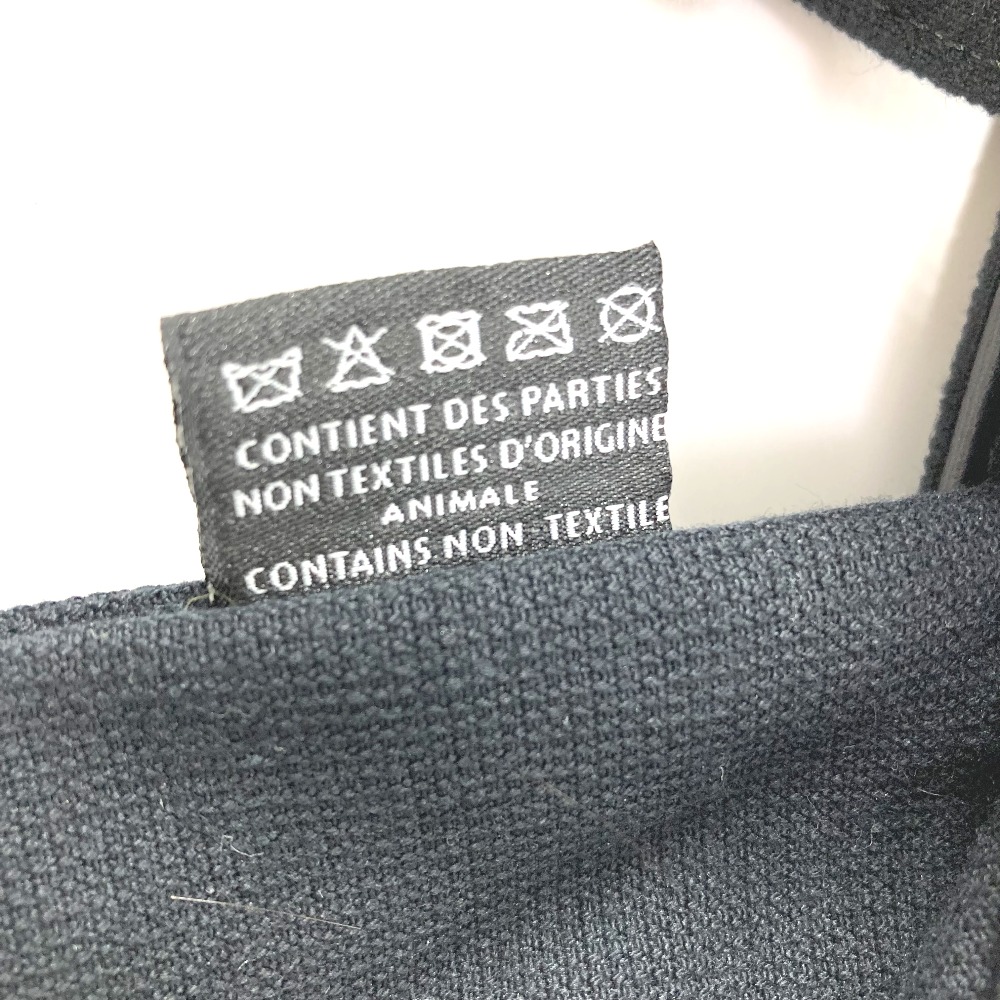 CONTIENT DES PARTIES
NON TEXTILES D'ORIGINE
ANIMALE
CONTAINS NON TEXTILE